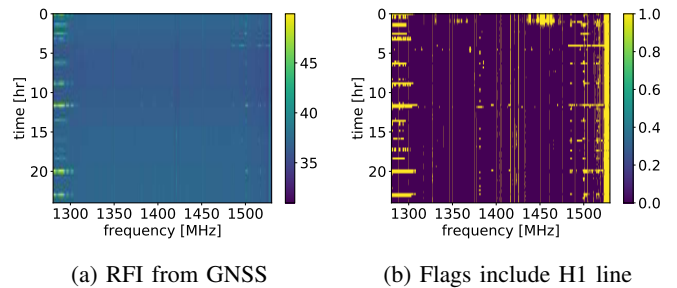 0
5
10
15
20
time [hr]
1300 1350 1400 1450 1500
frequency [MHz]
45
40
35
(a) RFI from GNSS
0
5
10
15
20
time [hr]
1300 1350 1400 1450 1500
frequency [MHz]
1.0
0.8
0.6
0.4
0.2
0.0
(b) Flags include H1 line